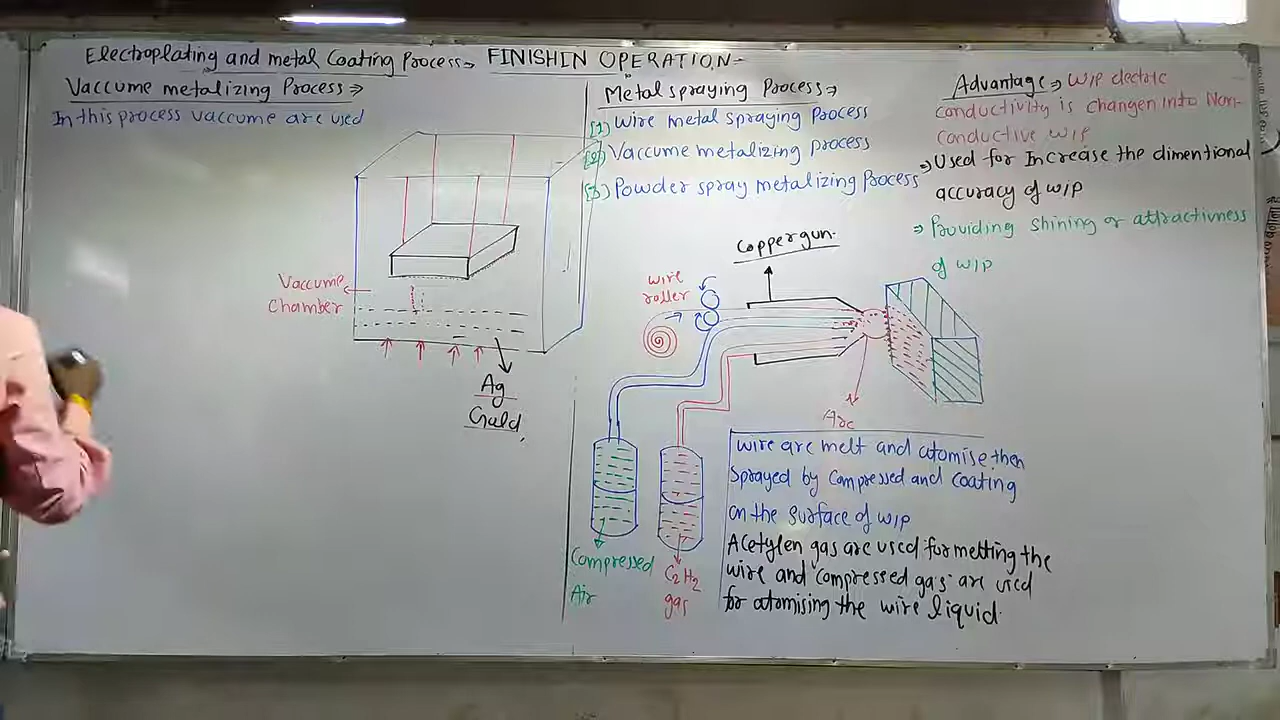 Electroplating and metal Coating Process⇒ FINISHIN OPERATION-
Vaccume metalizing Process ⇒
In this process vaccume are used
Vaccume
Chamber
Ag
Gold
Metal spraying Process⇒
[1] wire metal spraying Process
[2] Vaccume metalizing process
[3] Powder spray metalizing Process
Advantage ⇒ W/P electric
conductivity is changen into Non-
conductive w/p
⇒ Used for Increase the dimentional
accuracy of w/p
⇒ Providing shining or attractivness
of w/p
Copper gun.
wire
roller
Arc
Compressed
Air
C2H2
gas
wire are melt and atomise then
sprayed by compressed and coating
on the surface of w/p
Acetylen gas are used for melting the
wire and compressed gas are used
for atomising the wire liquid.